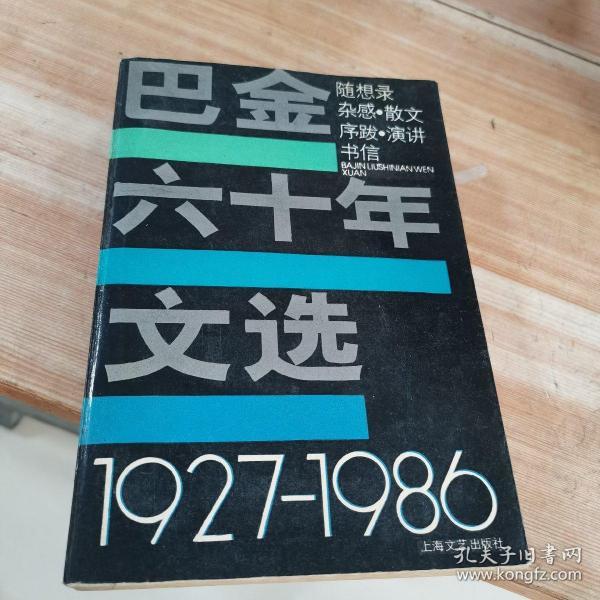 巴金
随想录
杂感•散文
序跋•演讲
书信
BAJIN LIUSHINIAN WEN
XUAN
六十年
文选
1927-1986
上海文艺出版社
孔夫子旧书网
www.kongfz.com